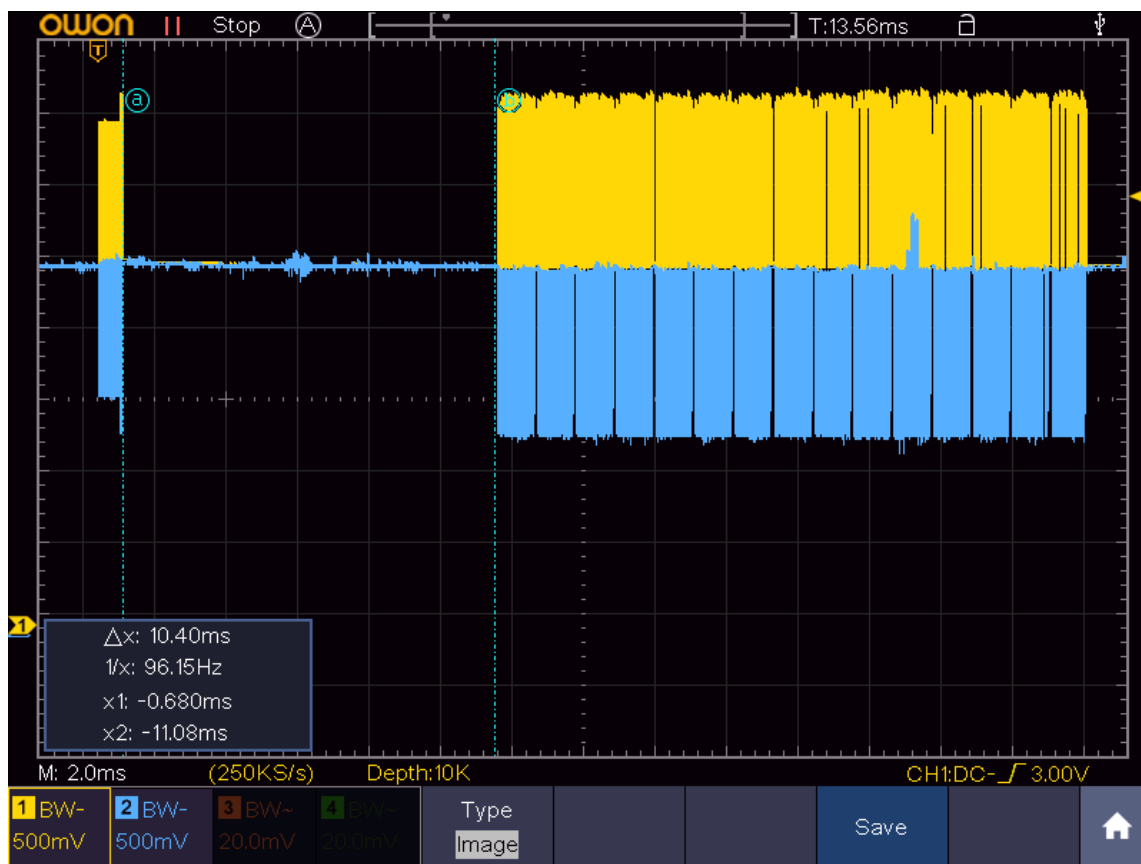 OWON Stop A T:13.56ms
T
a b
1
△x: 10.40ms
1/x: 96.15Hz
x1: -0.680ms
x2: -11.08ms
M: 2.0ms (250KS/s) Depth:10K CH1:DC- 3.00V
1 BW- 2 BW- 3 BW~ 4 BW~ Type
500mV 500mV 20.0mV 20.0mV Image Save